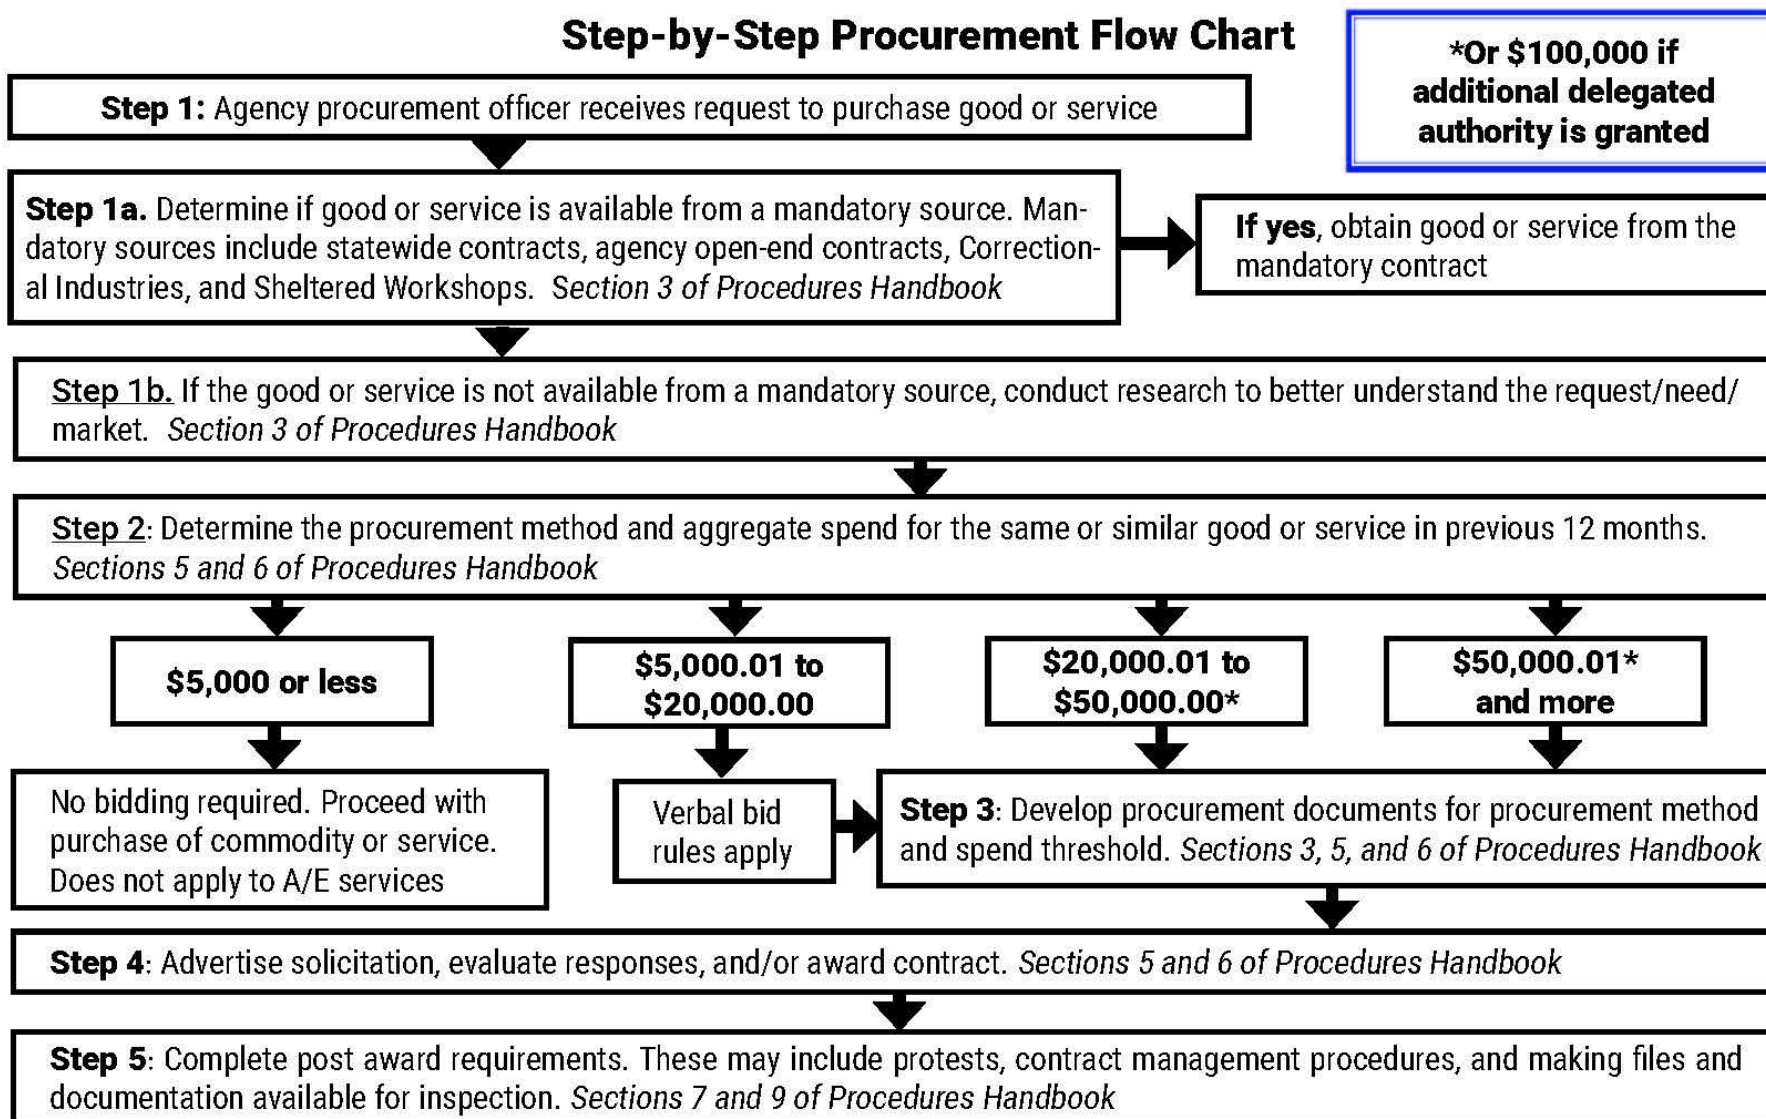 Step-by-Step Procurement Flow Chart
*Or $100,000 if
additional delegated
authority is granted
Step 1: Agency procurement officer receives request to purchase good or service
Step 1a. Determine if good or service is available from a mandatory source. Man-
datory sources include statewide contracts, agency open-end contracts, Correction-
al Industries, and Sheltered Workshops.  Section 3 of Procedures Handbook
If yes, obtain good or service from the
mandatory contract
Step 1b. If the good or service is not available from a mandatory source, conduct research to better understand the request/need/
market.  Section 3 of Procedures Handbook
Step 2: Determine the procurement method and aggregate spend for the same or similar good or service in previous 12 months.
Sections 5 and 6 of Procedures Handbook
$5,000 or less
$5,000.01 to
$20,000.00
$20,000.01 to
$50,000.00*
$50,000.01*
and more
No bidding required. Proceed with
purchase of commodity or service.
Does not apply to A/E services
Verbal bid
rules apply
Step 3: Develop procurement documents for procurement method
and spend threshold. Sections 3, 5, and 6 of Procedures Handbook
Step 4: Advertise solicitation, evaluate responses, and/or award contract. Sections 5 and 6 of Procedures Handbook
Step 5: Complete post award requirements. These may include protests, contract management procedures, and making files and
documentation available for inspection. Sections 7 and 9 of Procedures Handbook